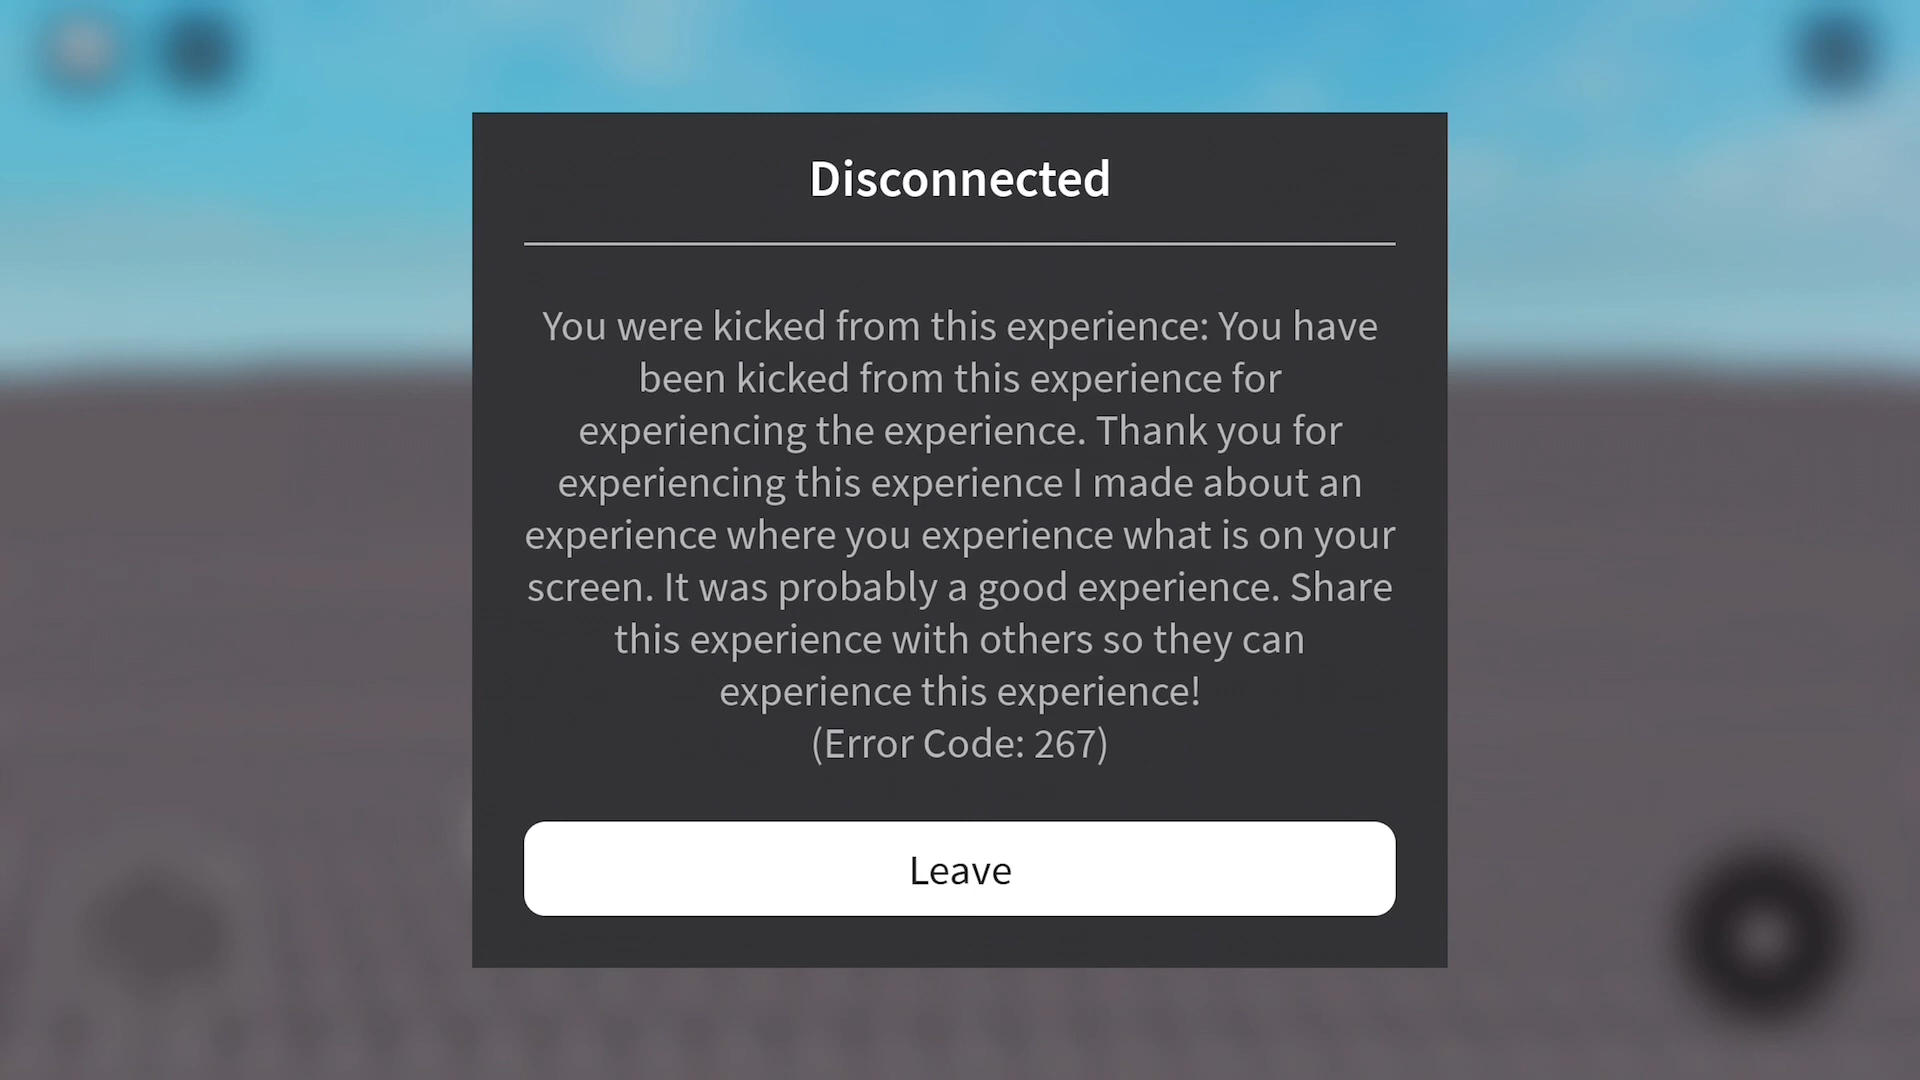 Disconnected
You were kicked from this experience: You have
been kicked from this experience for
experiencing the experience. Thank you for
experiencing this experience I made about an
experience where you experience what is on your
screen. It was probably a good experience. Share
this experience with others so they can
experience this experience!
(Error Code: 267)
Leave